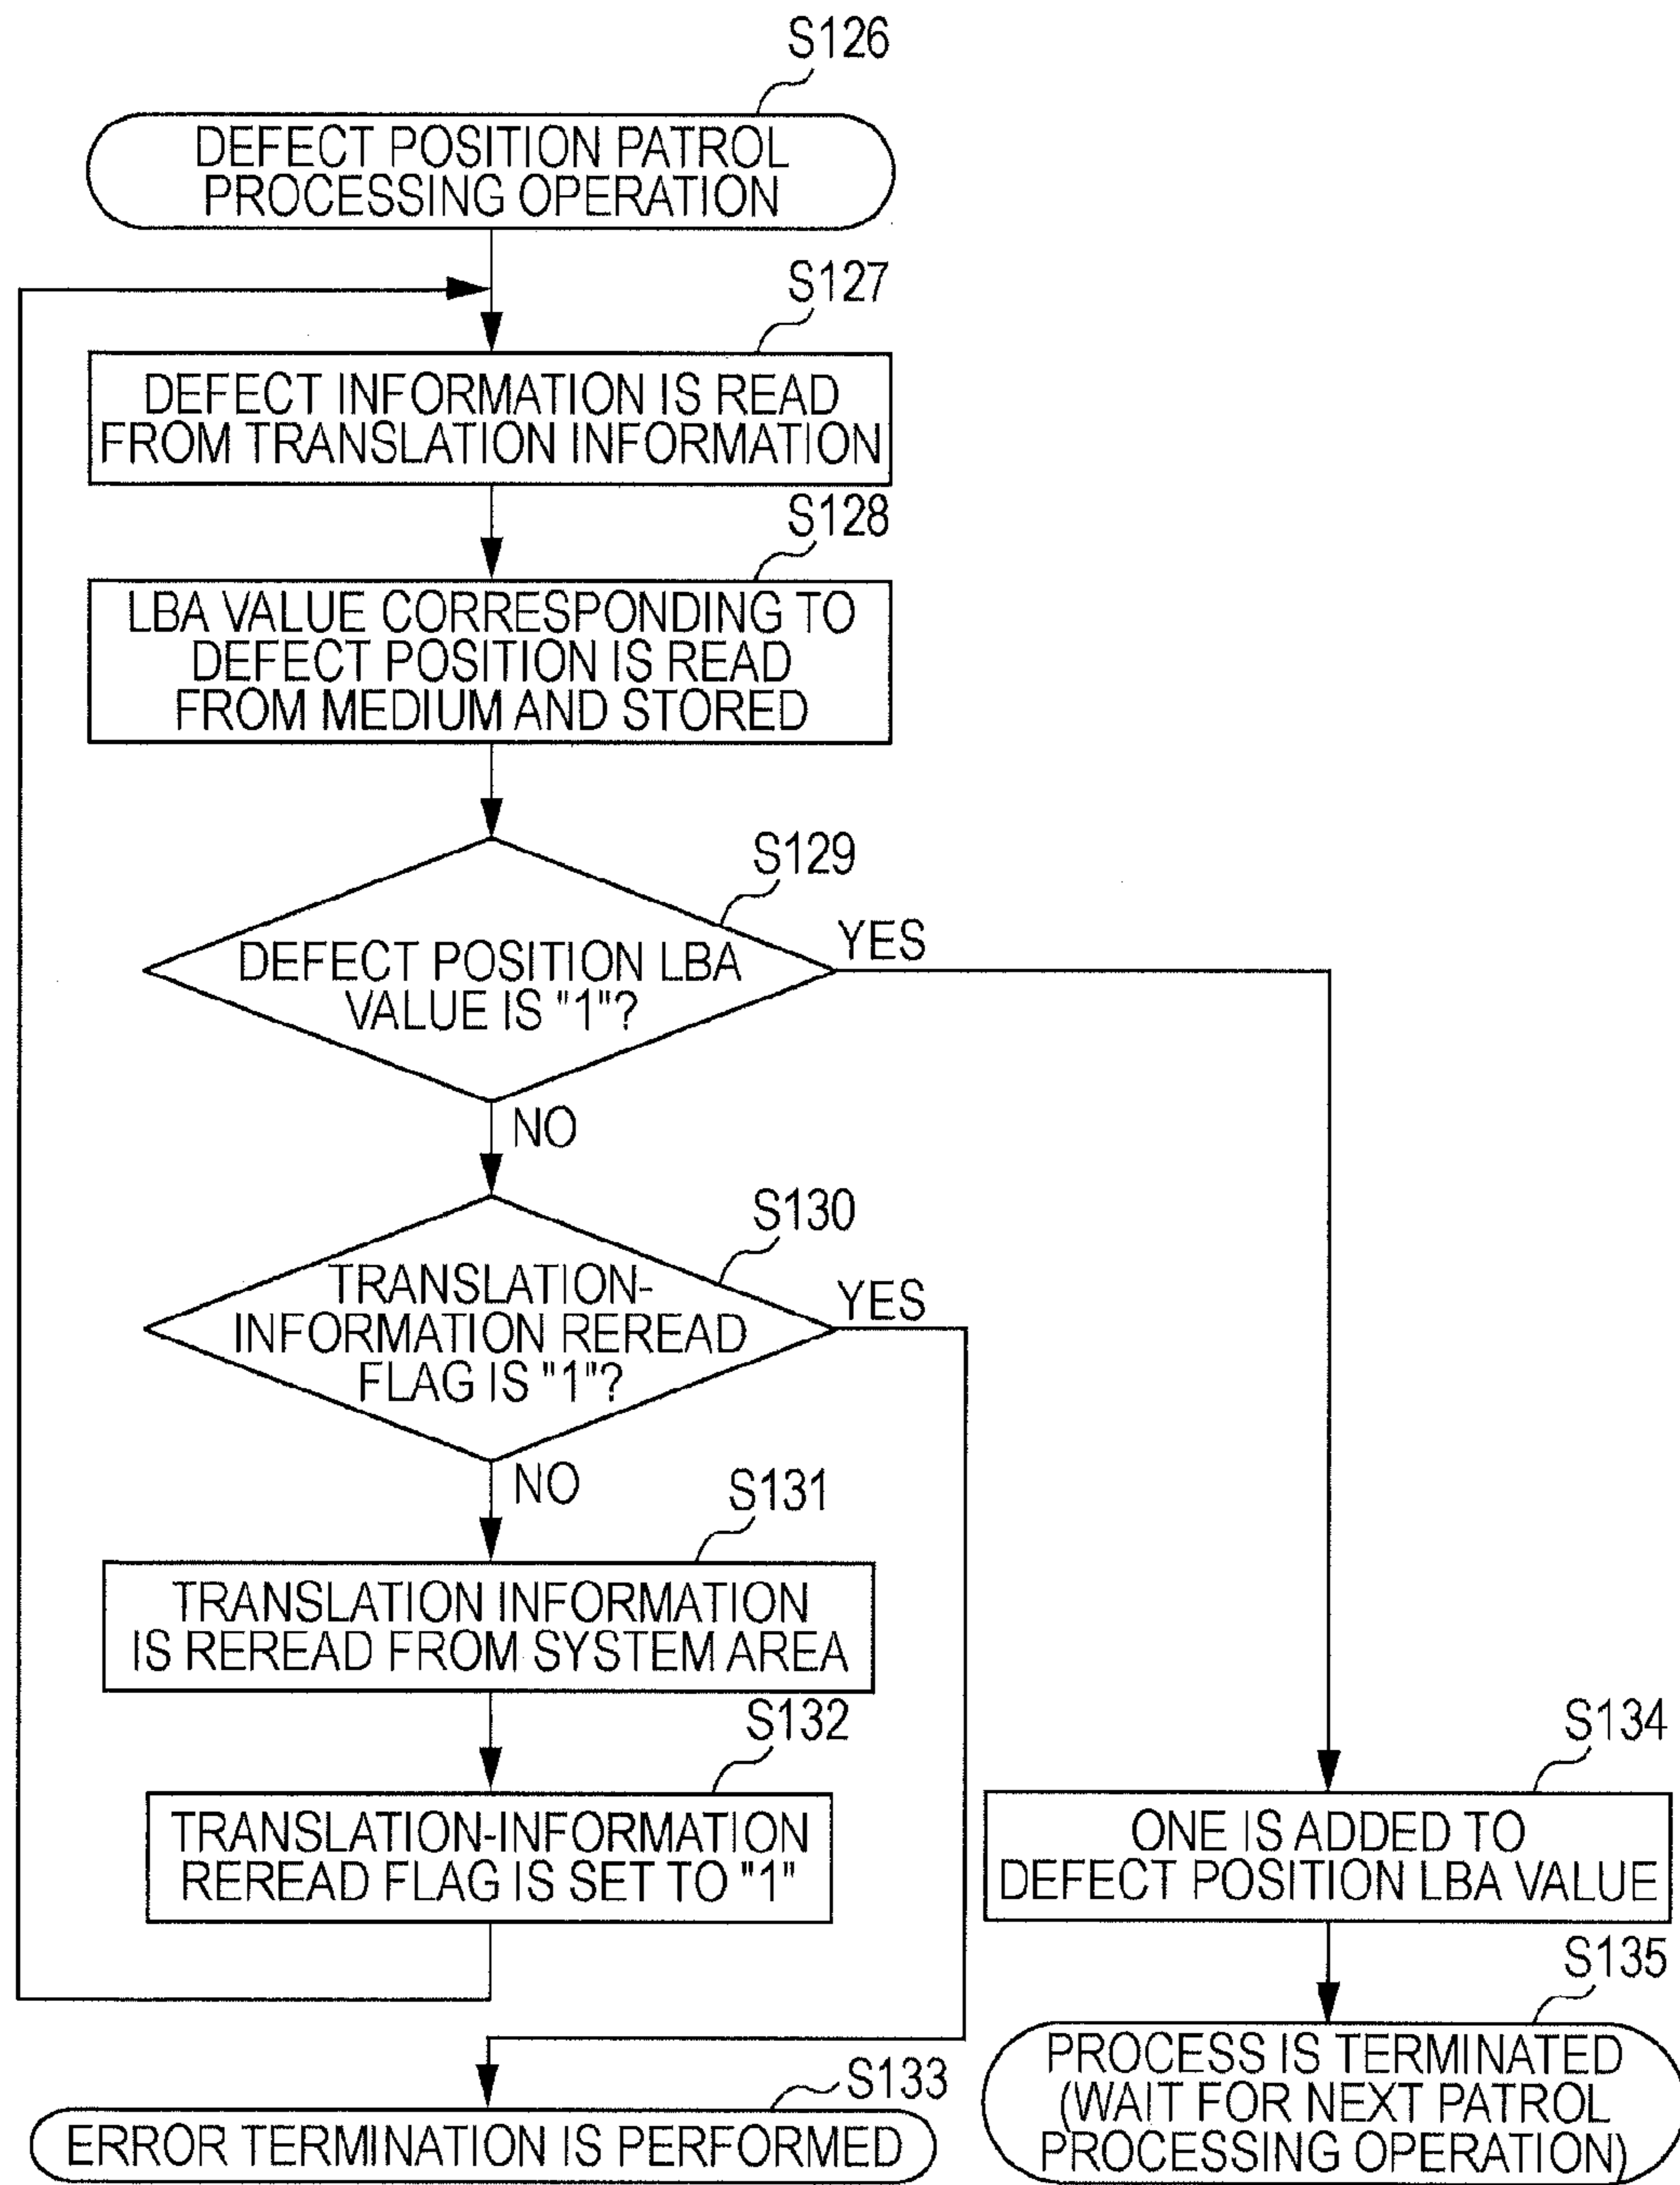 S126
DEFECT POSITION PATROL
PROCESSING OPERATION
S127
DEFECT INFORMATION IS READ
FROM TRANSLATION INFORMATION
S128
LBA VALUE CORRESPONDING TO
DEFECT POSITION IS READ
FROM MEDIUM AND STORED
S129
DEFECT POSITION LBA
VALUE IS "1"?
YES
NO
S130
TRANSLATION-
INFORMATION REREAD
FLAG IS "1"?
YES
NO
S131
TRANSLATION INFORMATION
IS REREAD FROM SYSTEM AREA
S132
TRANSLATION-INFORMATION
REREAD FLAG IS SET TO "1"
S133
ERROR TERMINATION IS PERFORMED
S134
ONE IS ADDED TO
DEFECT POSITION LBA VALUE
S135
PROCESS IS TERMINATED
(WAIT FOR NEXT PATROL
PROCESSING OPERATION)